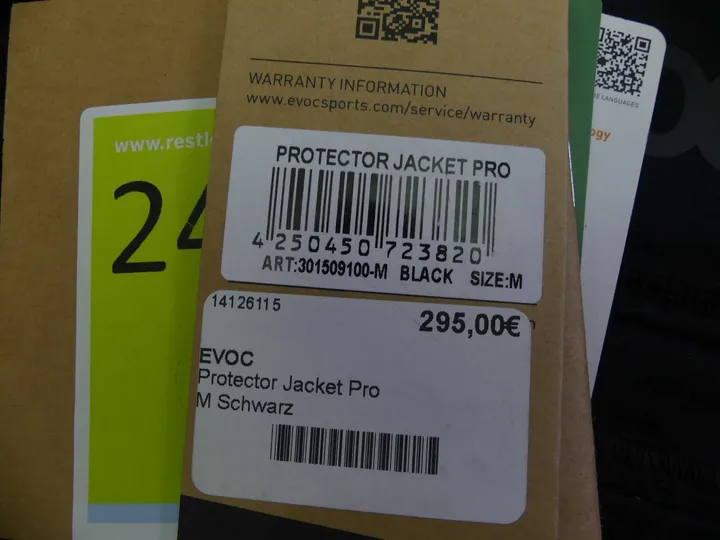 WARRANTY INFORMATION
www.evocsports.com/service/warranty
PROTECTOR JACKET PRO
4 250450 723820
ART:301509100-M BLACK SIZE:M
14126115
295,00€
EVOC
Protector Jacket Pro
M Schwarz
www.restl
24
LANGUAGES
ogy